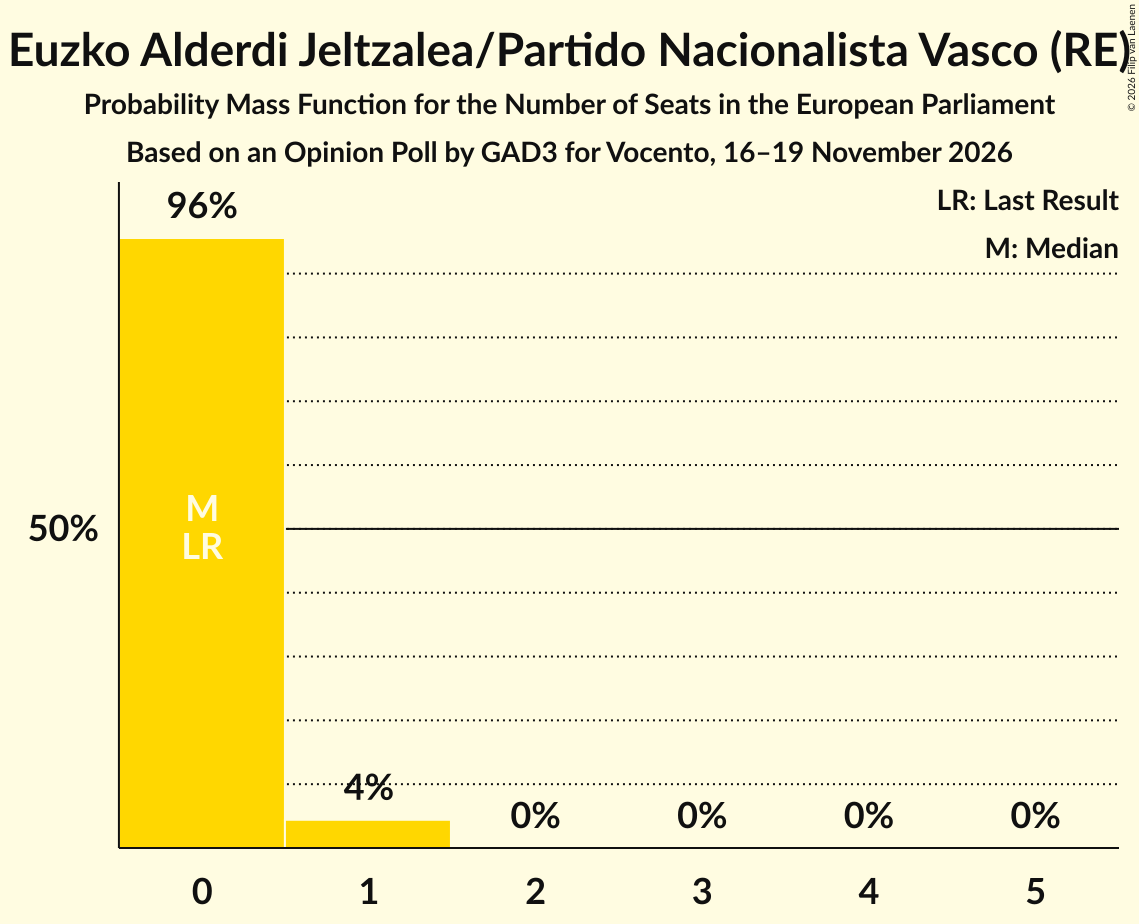 Euzko Alderdi Jeltzalea/Partido Nacionalista Vasco (RE)
© 2026 Filip van Laenen
Probability Mass Function for the Number of Seats in the European Parliament
Based on an Opinion Poll by GAD3 for Vocento, 16–19 November 2026
LR: Last Result
M: Median
96%
M
LR
50%
4%
0%
0%
0%
0%
0
1
2
3
4
5